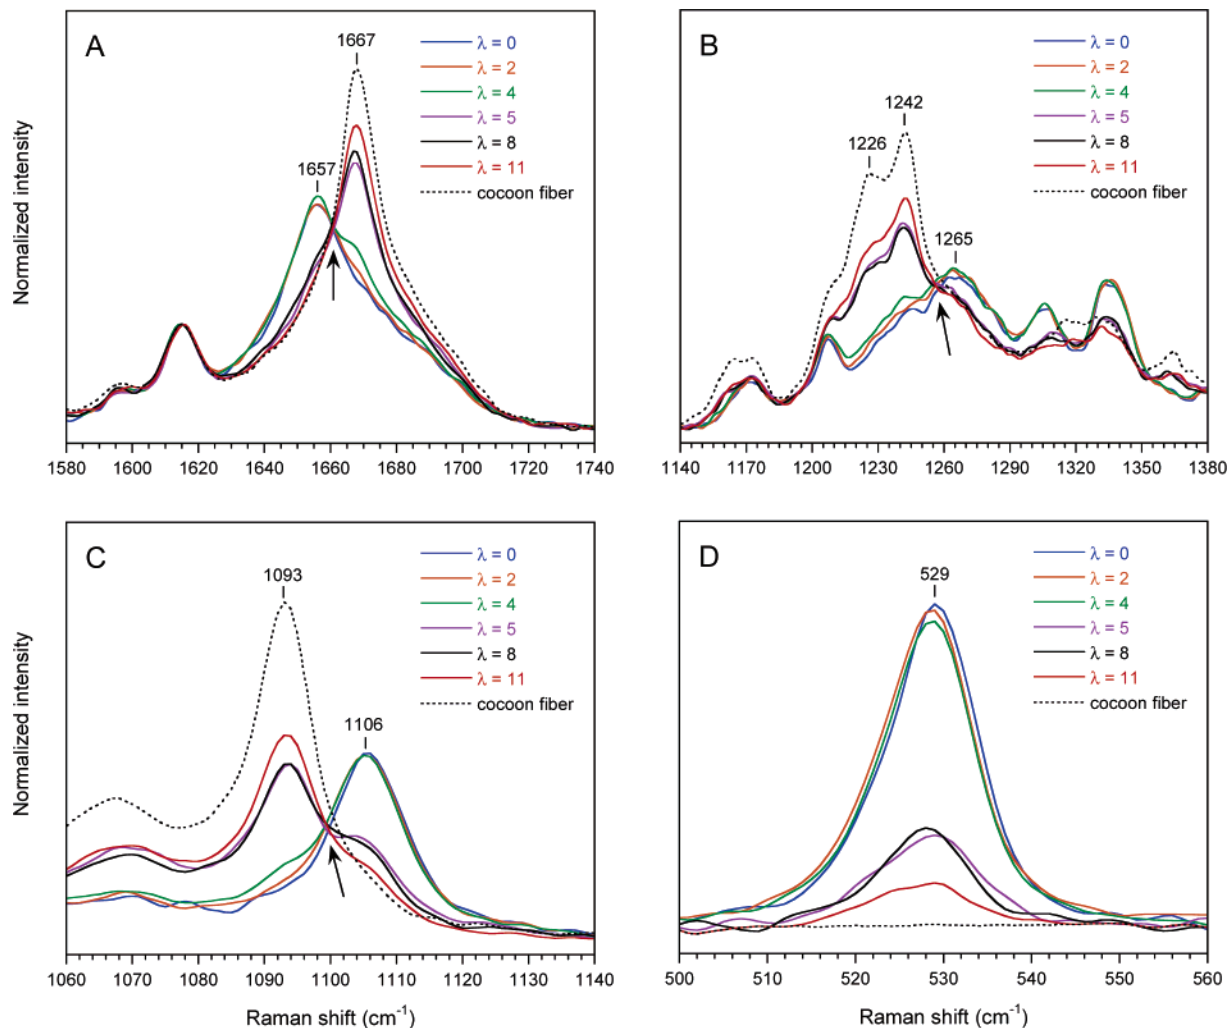 A
1667
1657
λ = 0
λ = 2
λ = 4
λ = 5
λ = 8
λ = 11
cocoon fiber
Normalized intensity
1580 1600 1620 1640 1660 1680 1700 1720 1740
B
1226
1242
1265
λ = 0
λ = 2
λ = 4
λ = 5
λ = 8
λ = 11
cocoon fiber
1140 1170 1200 1230 1260 1290 1320 1350 1380
C
1093
1106
λ = 0
λ = 2
λ = 4
λ = 5
λ = 8
λ = 11
cocoon fiber
Normalized intensity
1060 1070 1080 1090 1100 1110 1120 1130 1140
Raman shift (cm⁻¹)
D
529
λ = 0
λ = 2
λ = 4
λ = 5
λ = 8
λ = 11
cocoon fiber
500 510 520 530 540 550 560
Raman shift (cm⁻¹)